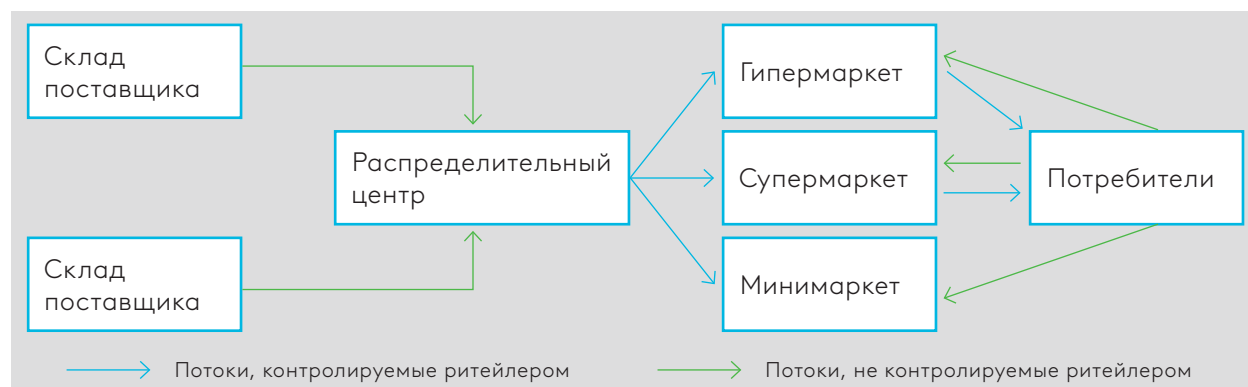 Склад
поставщика
Гипермаркет
Распределительный
центр
Супермаркет
Потребители
Склад
поставщика
Минимаркет
Потоки, контролируемые ритейлером
Потоки, не контролируемые ритейлером